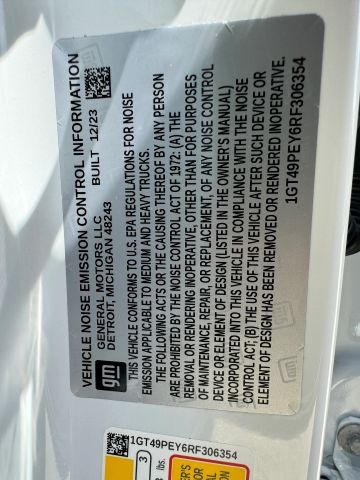 VEHICLE NOISE EMISSION CONTROL INFORMATION
GENERAL MOTORS LLC
DETROIT, MICHIGAN 48243
BUILT 12/23
gm
THIS VEHICLE CONFORMS TO U.S. EPA REGULATIONS FOR NOISE
EMISSION APPLICABLE TO MEDIUM AND HEAVY TRUCKS.
THE FOLLOWING ACTS OR THE CAUSING THEREOF BY ANY PERSON
ARE PROHIBITED BY THE NOISE CONTROL ACT OF 1972: (A) THE
REMOVAL OR RENDERING INOPERATIVE, OTHER THAN FOR PURPOSES
OF MAINTENANCE, REPAIR, OR REPLACEMENT, OF ANY NOISE CONTROL
DEVICE OR ELEMENT OF DESIGN (LISTED IN THE OWNER'S MANUAL)
INCORPORATED INTO THIS VEHICLE IN COMPLIANCE WITH THE NOISE
CONTROL ACT; (B) THE USE OF THIS VEHICLE AFTER SUCH DEVICE OR
ELEMENT OF DESIGN HAS BEEN REMOVED OR RENDERED INOPERATIVE.
1GT49PEY6RF306354
1GT49PEY6RF306354
3
lbs.